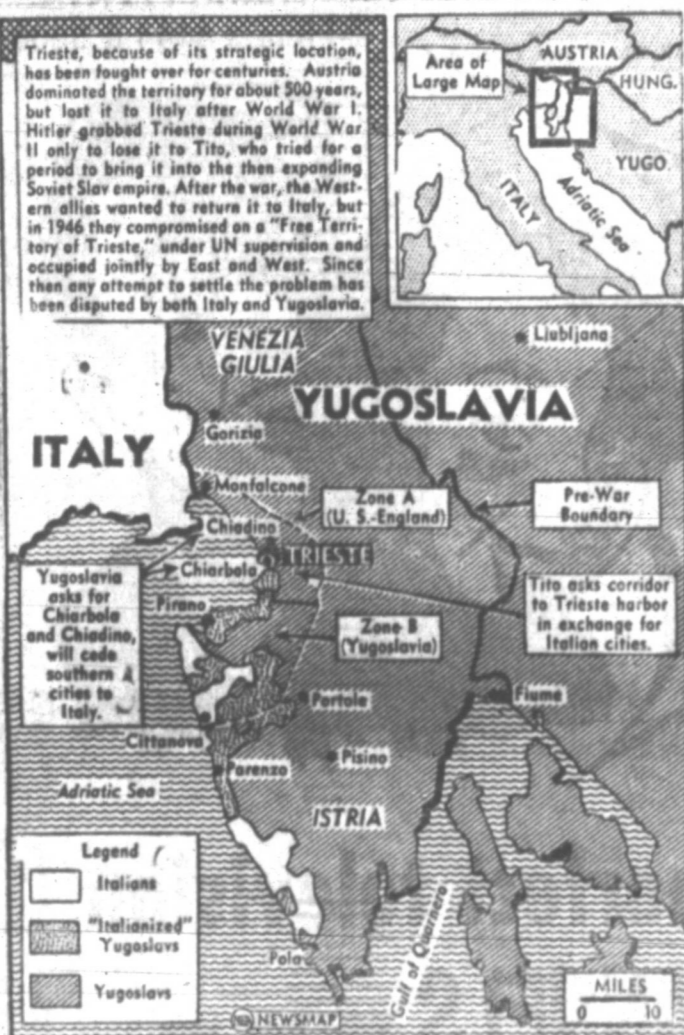 Trieste, because of its strategic location,
has been fought over for centuries. Austria
dominated the territory for about 500 years,
but lost it to Italy after World War I.
Hitler grabbed Trieste during World War
II only to lose it to Tito, who tried for a
period to bring it into the then expanding
Soviet Slav empire. After the war, the West-
ern allies wanted to return it to Italy, but
in 1946 they compromised on a "Free Terri-
tory of Trieste," under UN supervision and
occupied jointly by East and West. Since
then any attempt to settle the problem has
been disputed by both Italy and Yugoslavia.
Area of
Large Map
AUSTRIA
HUNG.
YUGO.
ITALY
Adriatic Sea
VENEZIA
GIULIA
Ljubljana
YUGOSLAVIA
ITALY
Gorizia
Monfalcone
Zone A
(U. S.-England)
Pre-War
Boundary
Chiadino
TRIESTE
Chiarbola
Yugoslavia
asks for
Chiarbola
and Chiadino,
will cede
southern
cities to
Italy.
Tito asks corridor
to Trieste harbor
in exchange for
Italian cities.
Pirano
Zone B
(Yugoslavia)
Portole
Fiume
Cittanova
Pisino
Parenzo
Adriatic Sea
ISTRIA
Legend
Italians
"Italianized"
Yugoslavs
Yugoslavs
Pola
Gulf of Quarnero
NEWSMAP
MILES
0 10